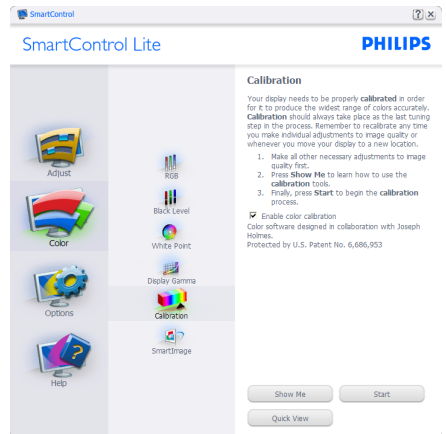 SmartControl
SmartControl Lite
PHILIPS
Adjust
Color
Options
Help
RGB
Black Level
White Point
Display Gamma
Calibration
SmartImage
Calibration
Your display needs to be properly calibrated in order
for it to produce the widest range of colors accurately.
Calibration should always take place as the last tuning
step in the process. Remember to recalibrate any time
you make individual adjustments to image quality or
whenever you move your display to a new location.
1. Make all other necessary adjustments to image
quality first.
2. Press Show Me to learn how to use the
calibration tools.
3. Finally, press Start to begin the calibration
process.
Enable color calibration
Color software designed in collaboration with Joseph
Holmes.
Protected by U.S. Patent No. 6,686,953
Show Me
Start
Quick View